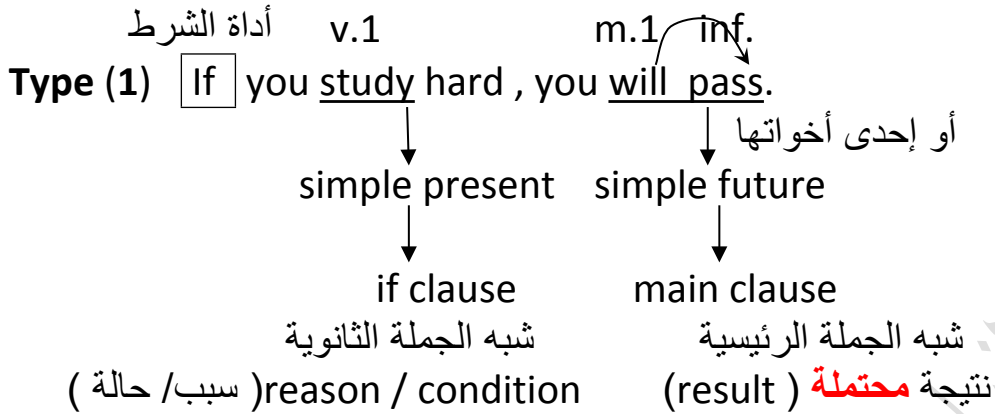 أداة الشرط v.1 m.1 inf.
Type (1) If you study hard , you will pass.
أو إحدى أخواتها
simple present simple future
if clause main clause
شبه الجملة الثانوية شبه الجملة الرئيسية
( سبب/ حالة )reason / condition (result ) نتيجة محتملة